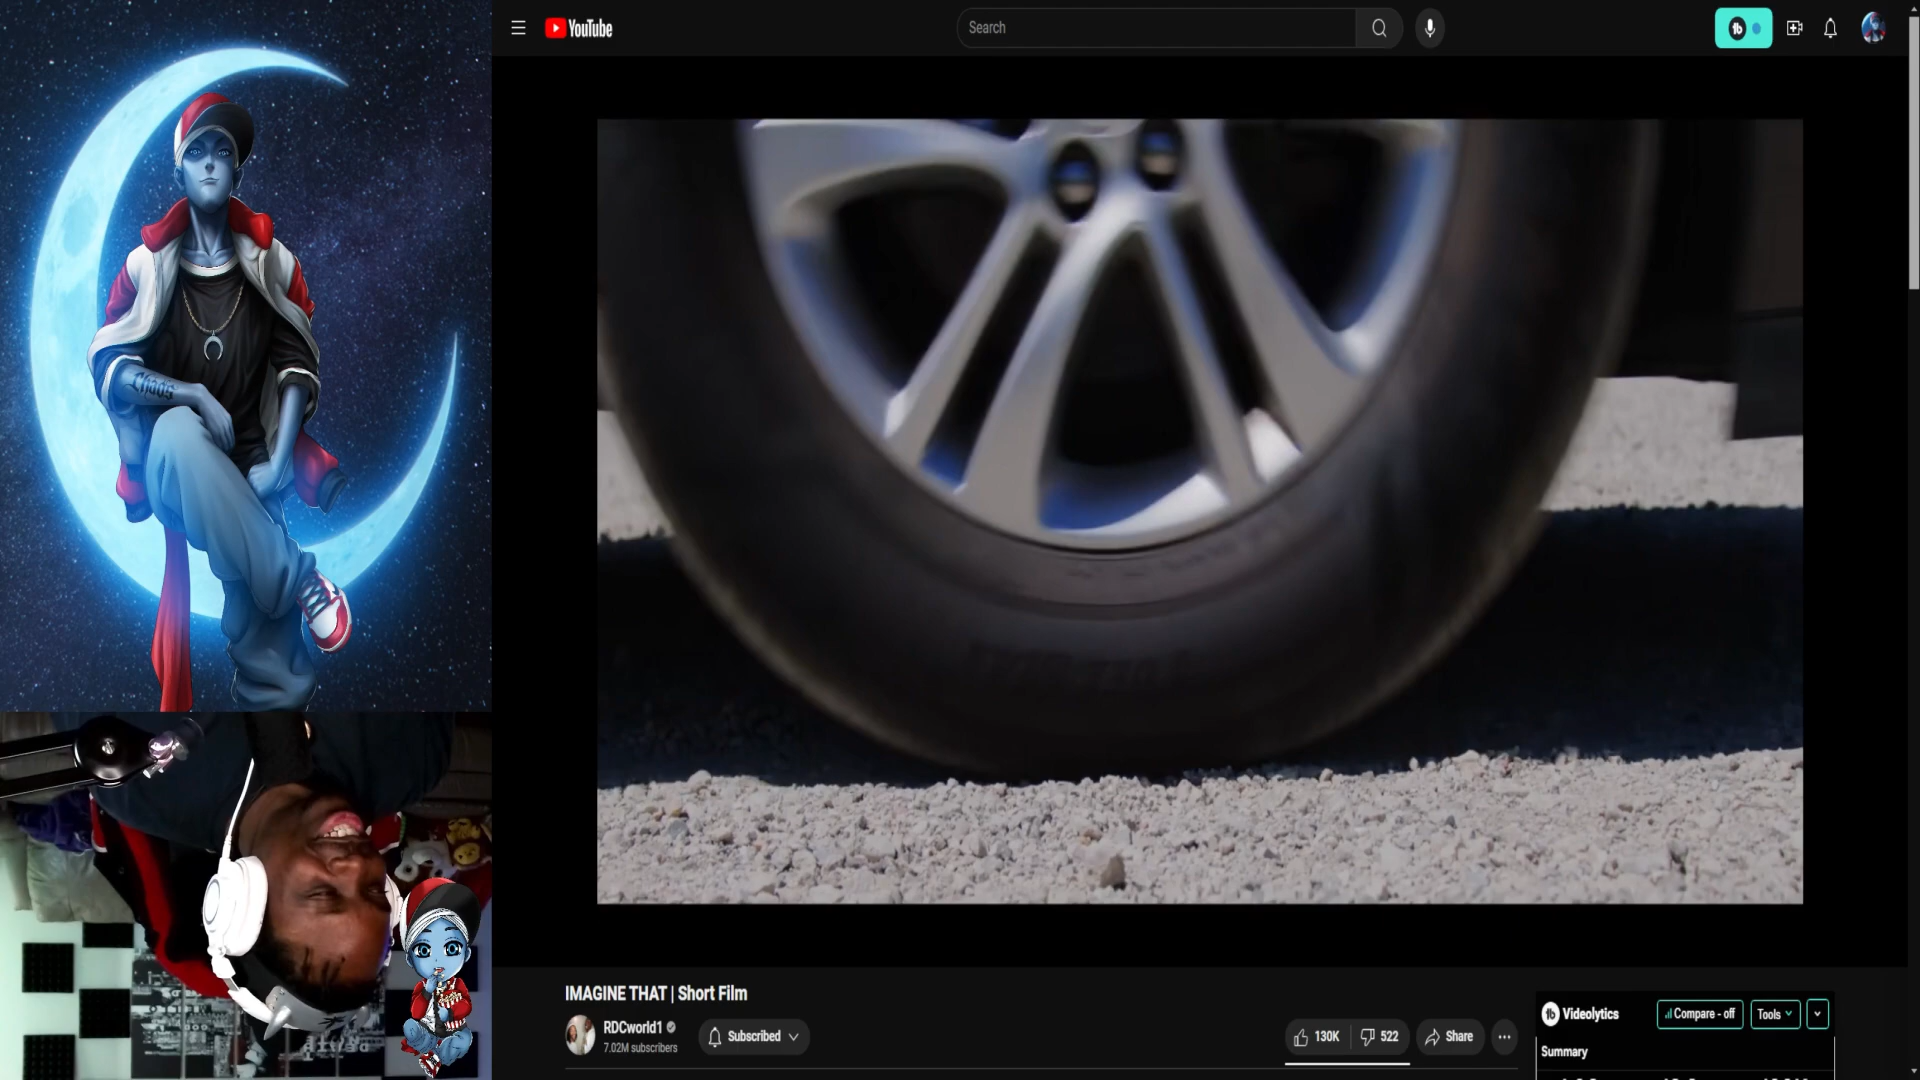 YouTube
Search
Chaos
IMAGINE THAT | Short Film
RDCworld1
7.02M subscribers
Subscribed
130K
522
Share
Videolytics
Compare - off
Tools
Summary